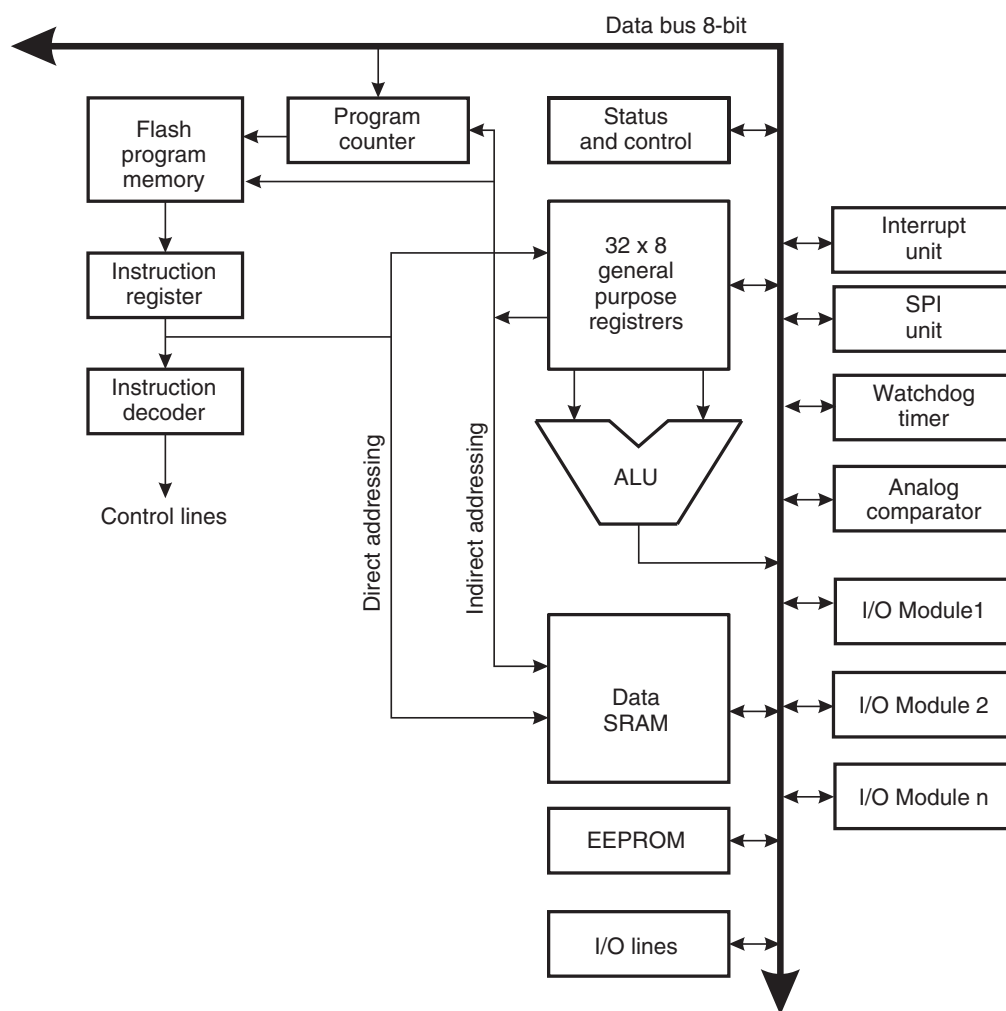 Data bus 8-bit
Flash
program
memory
Program
counter
Status
and control
Instruction
register
32 x 8
general
purpose
registrers
Interrupt
unit
SPI
unit
Instruction
decoder
Watchdog
timer
Control lines
Direct addressing
Indirect addressing
ALU
Analog
comparator
I/O Module1
Data
SRAM
I/O Module 2
I/O Module n
EEPROM
I/O lines